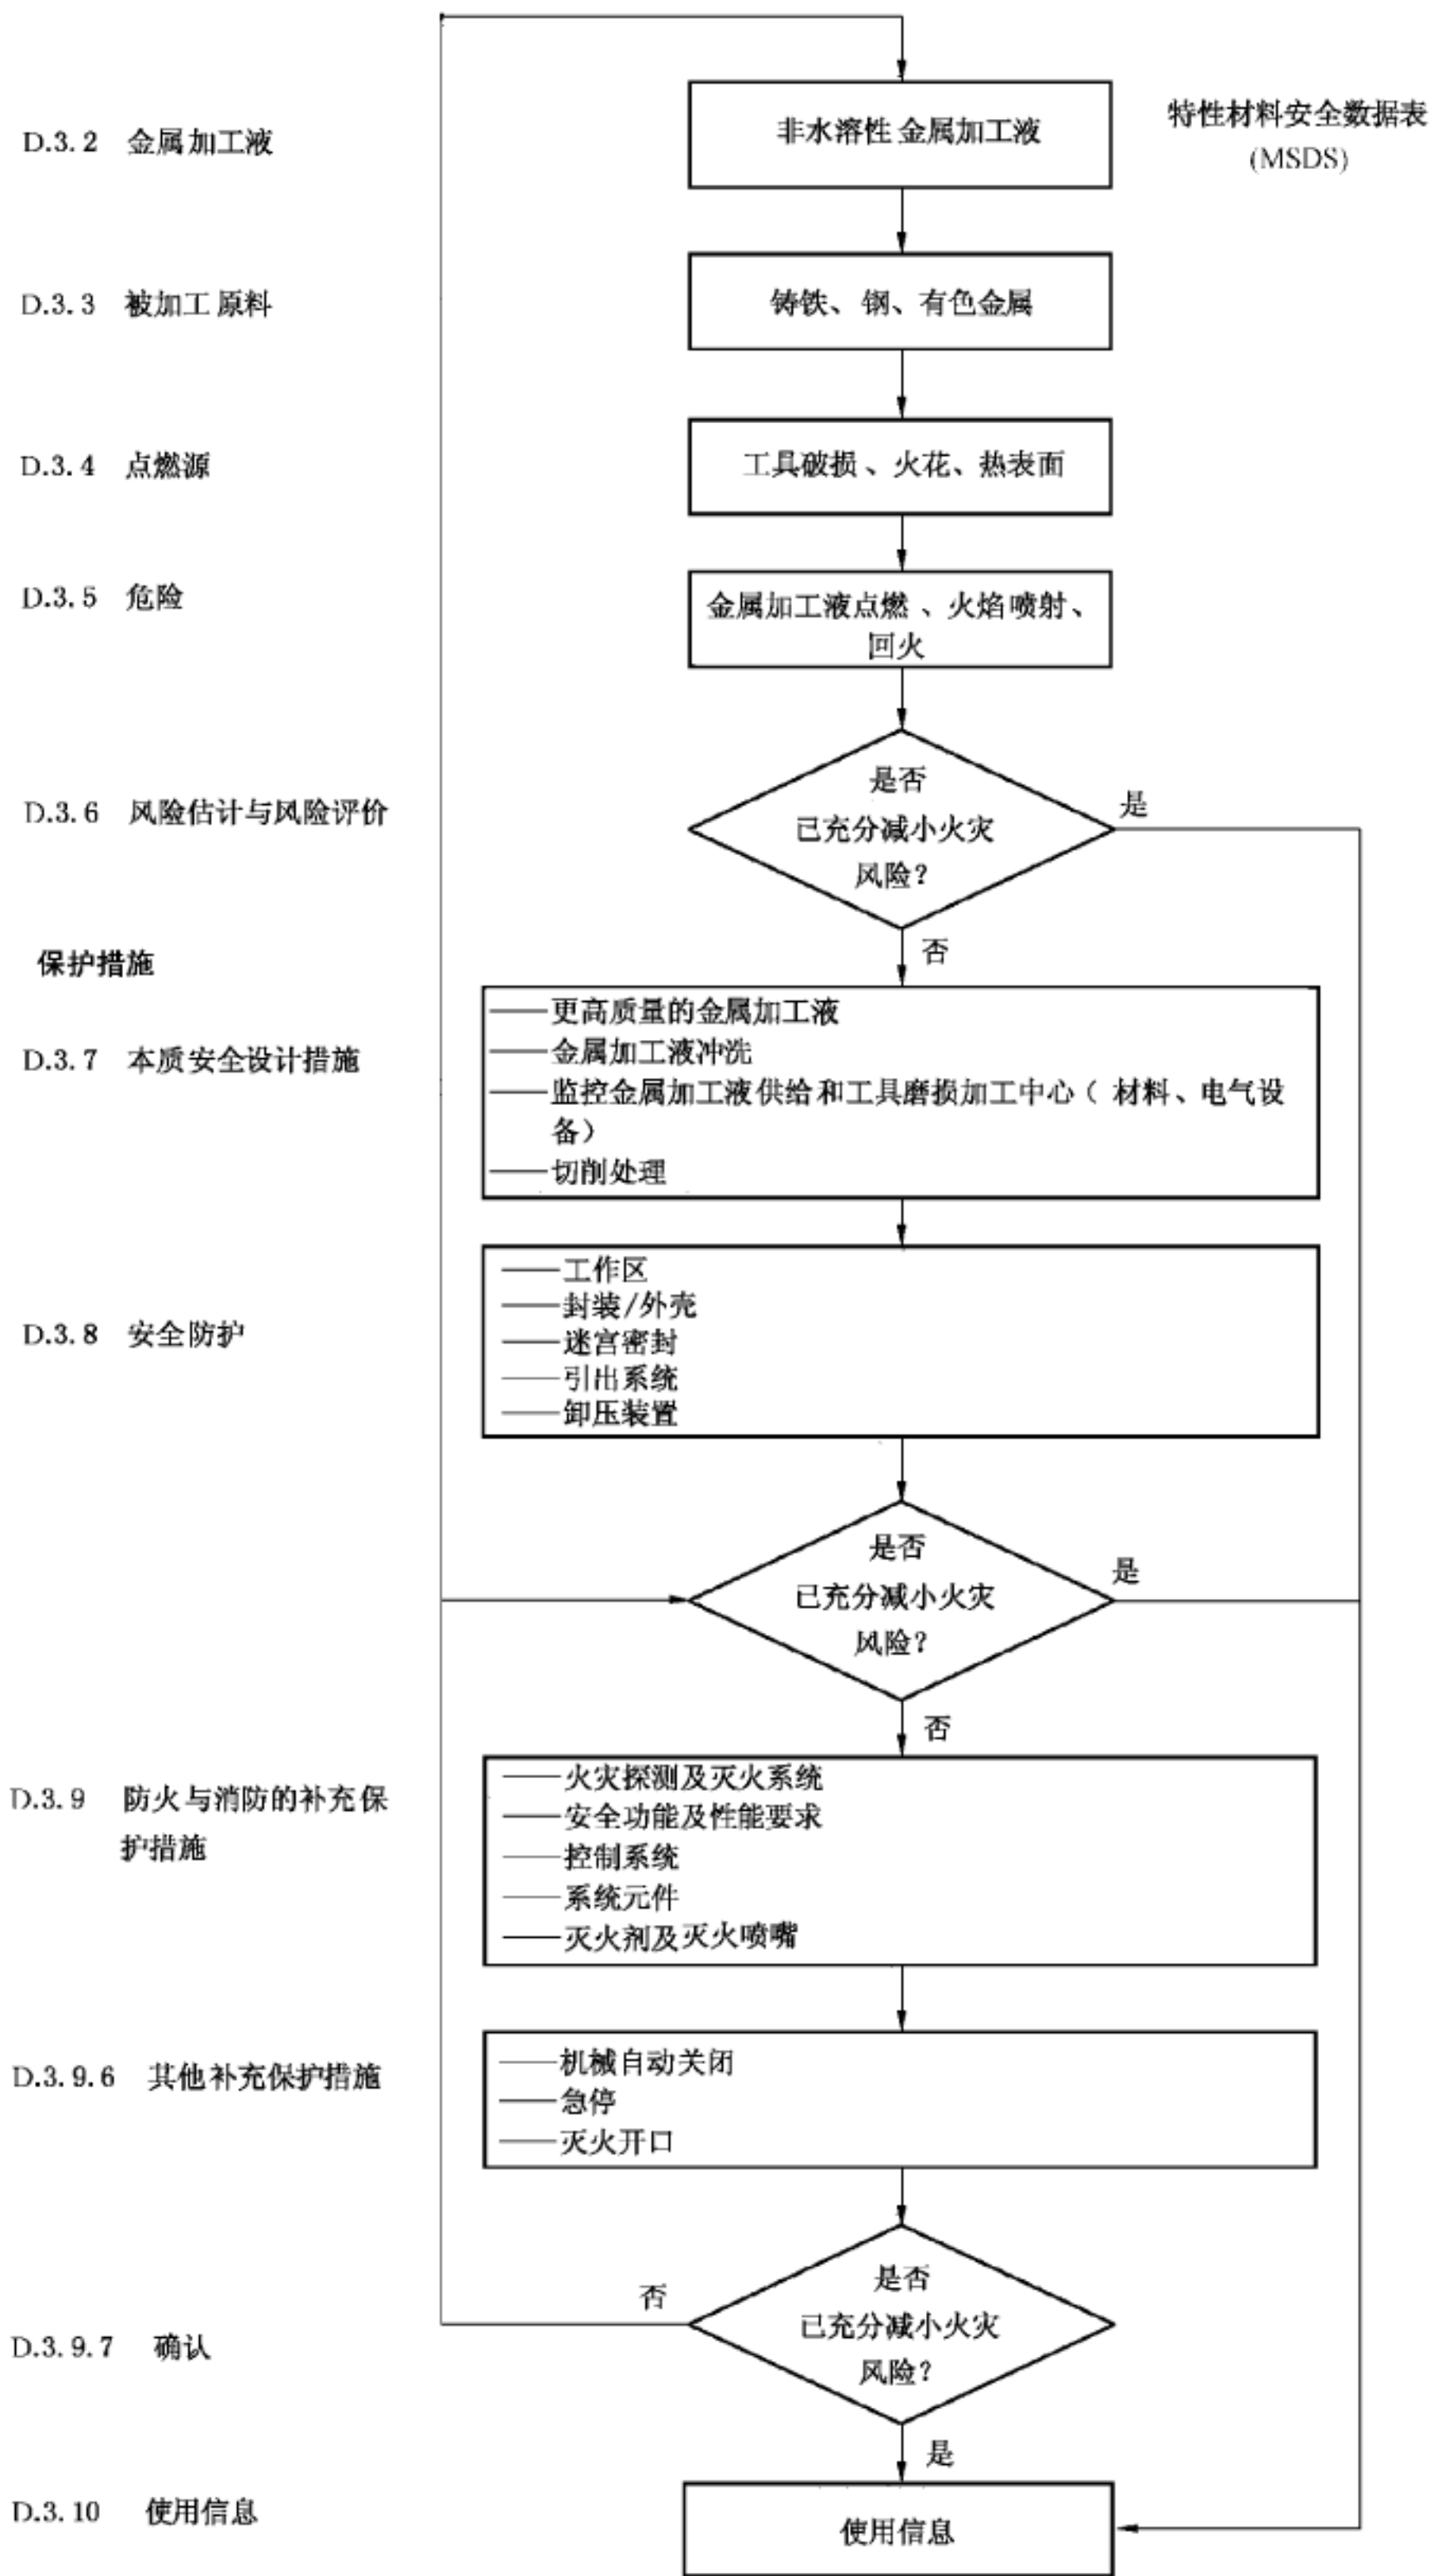 D.3.2 金属加工液
非水溶性金属加工液
特性材料安全数据表
(MSDS)
D.3.3 被加工原料
铸铁、钢、有色金属
D.3.4 点燃源
工具破损、火花、热表面
D.3.5 危险
金属加工液点燃、火焰喷射、
回火
D.3.6 风险估计与风险评价
是否
已充分减小火灾
风险?
是
否
保护措施
D.3.7 本质安全设计措施
——更高质量的金属加工液
——金属加工液冲洗
——监控金属加工液供给和工具磨损加工中心(材料、电气设
备)
——切削处理
D.3.8 安全防护
——工作区
——封装/外壳
——迷宫密封
——引出系统
——卸压装置
是否
已充分减小火灾
风险?
是
否
D.3.9 防火与消防的补充保
护措施
——火灾探测及灭火系统
——安全功能及性能要求
——控制系统
——系统元件
——灭火剂及灭火喷嘴
D.3.9.6 其他补充保护措施
——机械自动关闭
——急停
——灭火开口
D.3.9.7 确认
否
是否
已充分减小火灾
风险?
是
D.3.10 使用信息
使用信息